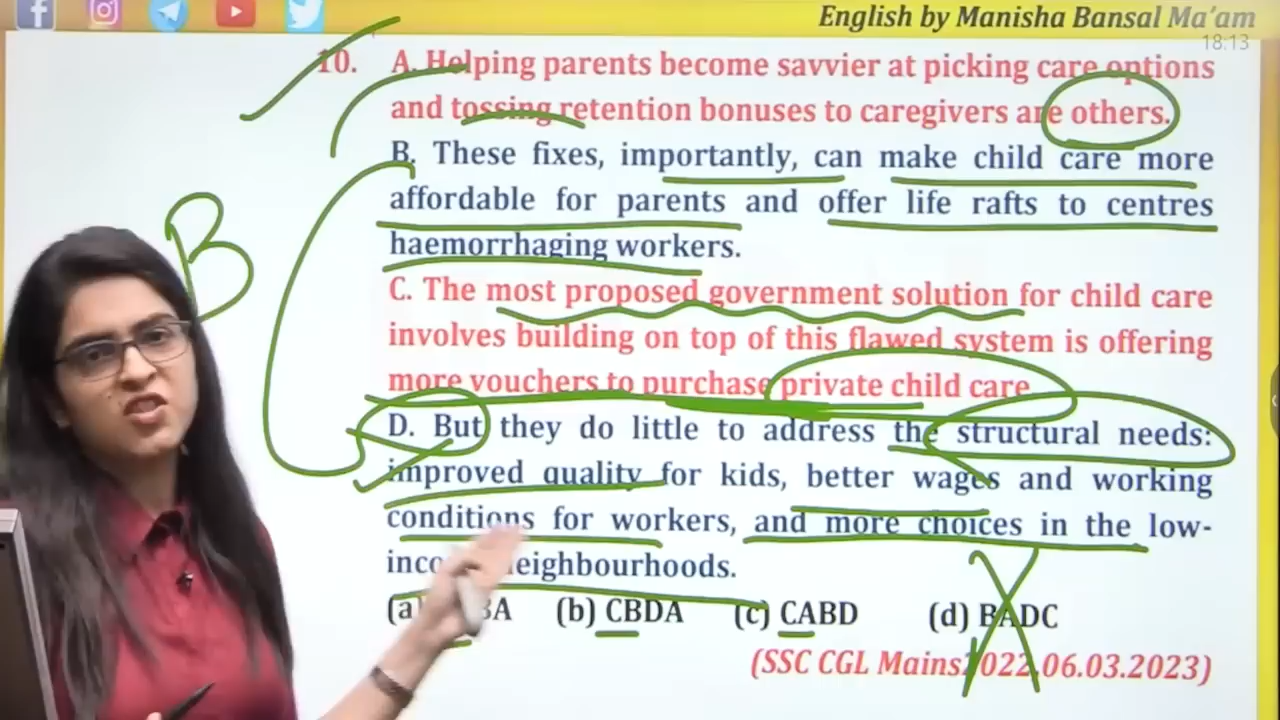 English by Manisha Bansal Ma'am
18:13
10. A. Helping parents become savvier at picking care options
and tossing retention bonuses to caregivers are others.
B. These fixes, importantly, can make child care more
affordable for parents and offer life rafts to centres
haemorrhaging workers.
B
C. The most proposed government solution for child care
involves building on top of this flawed system is offering
more vouchers to purchase private child care
D. But they do little to address the structural needs:
improved quality for kids, better wages and working
conditions for workers, and more choices in the low-
neighbourhoods.
(a) (b) CBDA (c) CABD (d) BADC
(SSC CGL Mains 2022, 06.03.2023)